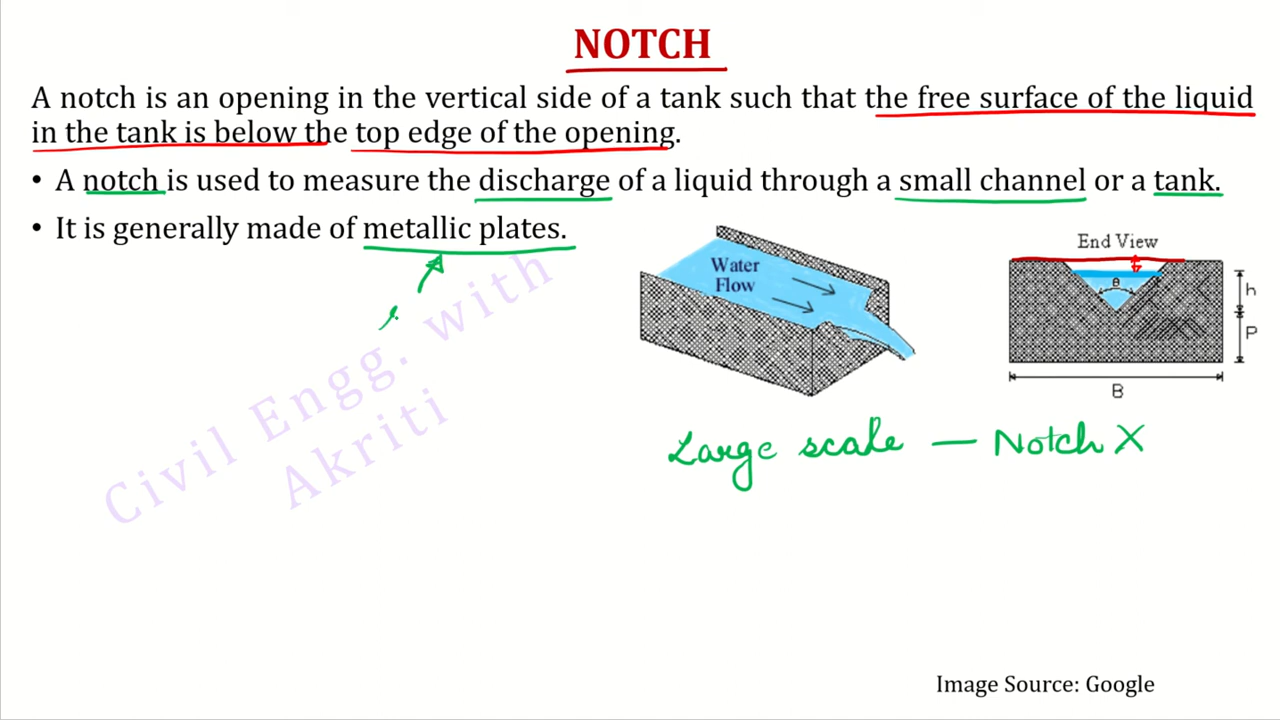 NOTCH
A notch is an opening in the vertical side of a tank such that the free surface of the liquid
in the tank is below the top edge of the opening.
• A notch is used to measure the discharge of a liquid through a small channel or a tank.
• It is generally made of metallic plates.
Water
Flow
End View
θ
h
P
B
Large scale — Notch X
Civil Engg. with
Akriti
Image Source: Google